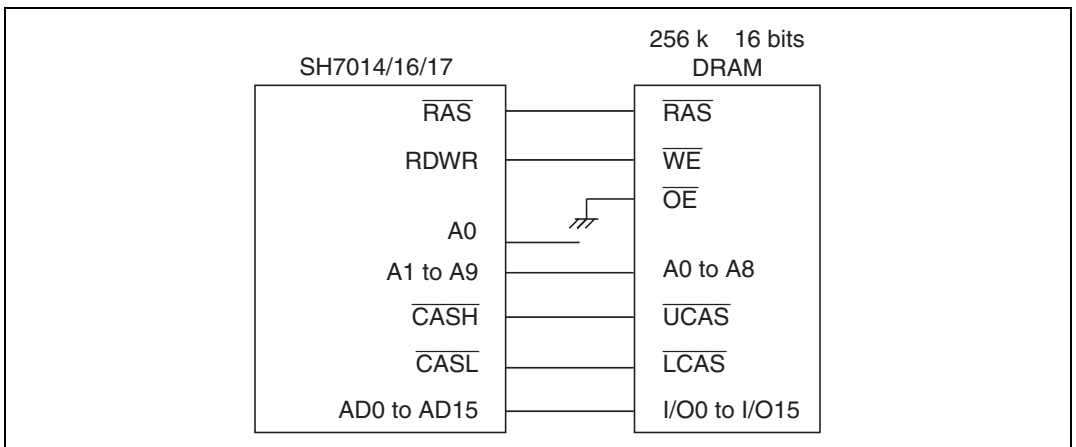 256 k 16 bits
SH7014/16/17 DRAM
RAS RAS
RDWR WE
OE
A0
A1 to A9 A0 to A8
CASH UCAS
CASL LCAS
AD0 to AD15 I/O0 to I/O15